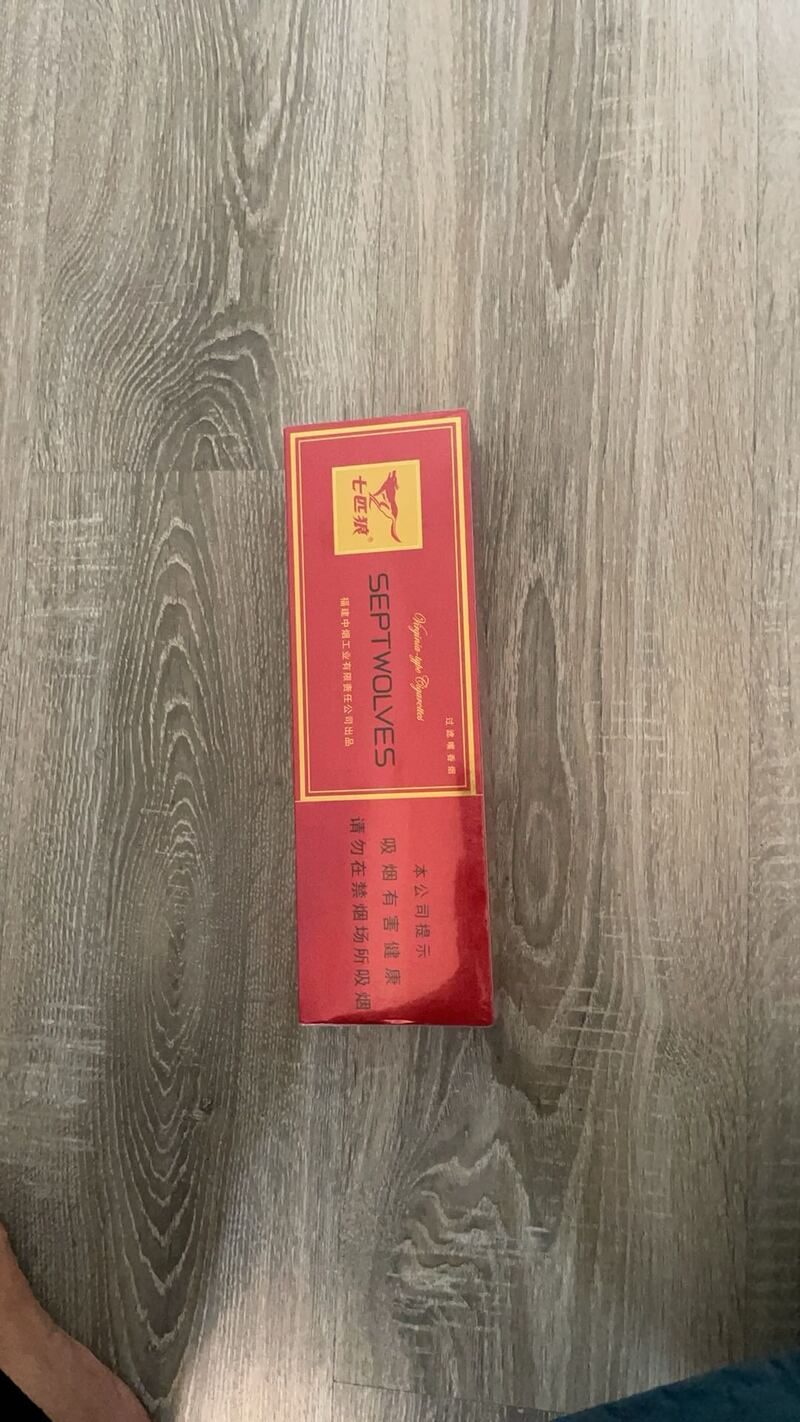 过滤嘴香烟
Virginia-type Cigarettes
七匹狼®
SEPTWOLVES
福建中烟工业有限责任公司出品
本公司提示
吸烟有害健康
请勿在禁烟场所吸烟